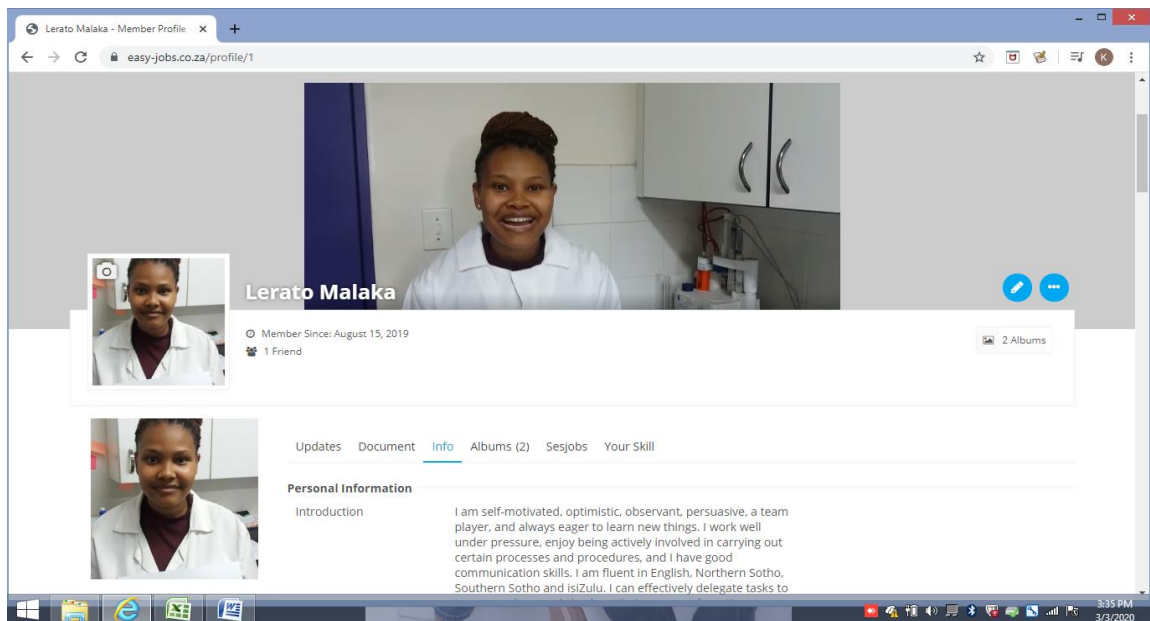 Lerato Malaka - Member Profile
easy-jobs.co.za/profile/1
K
Lerato Malaka
Member Since: August 15, 2019
1 Friend
2 Albums
Updates Document Info Albums (2) Sesjobs Your Skill
Personal Information
Introduction
I am self-motivated, optimistic, observant, persuasive, a team
player, and always eager to learn new things. I work well
under pressure, enjoy being actively involved in carrying out
certain processes and procedures, and I have good
communication skills. I am fluent in English, Northern Sotho,
Southern Sotho and isiZulu. I can effectively delegate tasks to
3:35 PM
3/3/2020